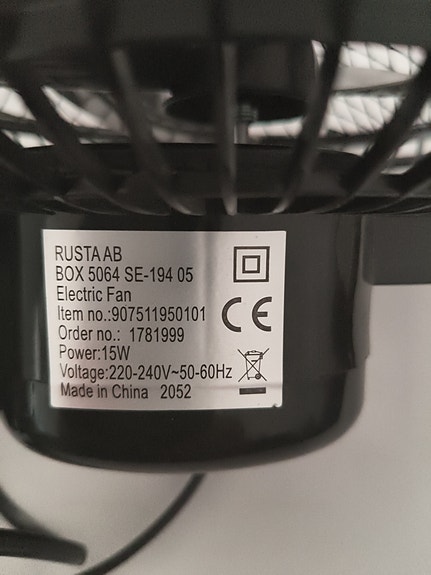 RUSTA AB
BOX 5064 SE-194 05
Electric Fan
Item no.:907511950101
Order no.: 1781999
Power:15W
Voltage:220-240V~50-60Hz
Made in China 2052
CE